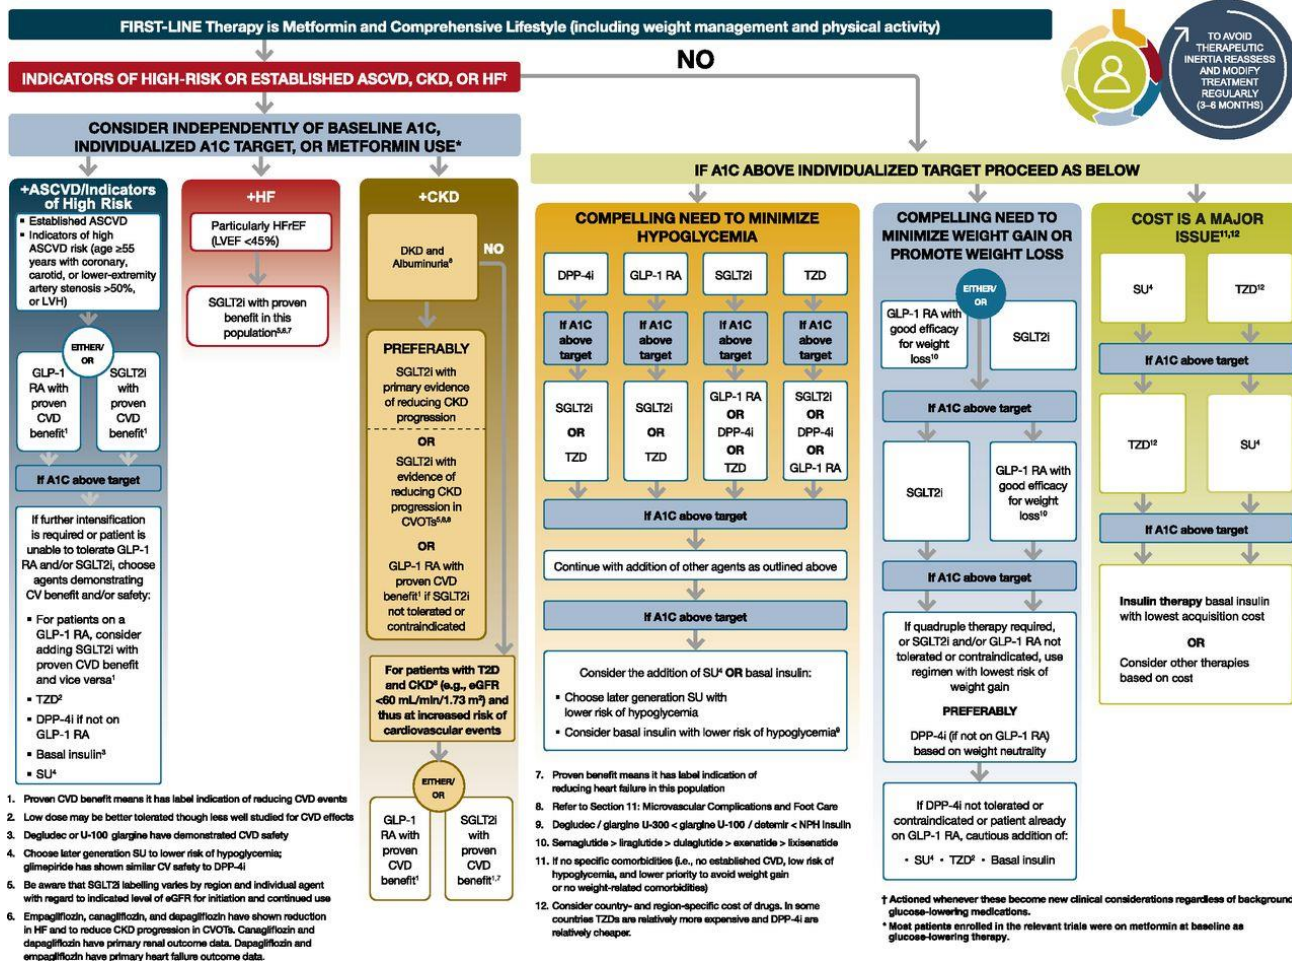 FIRST-LINE Therapy is Metformin and Comprehensive Lifestyle (including weight management and physical activity)
TO AVOID
THERAPEUTIC
INERTIA REASSESS
AND MODIFY
TREATMENT
REGULARLY
(3–6 MONTHS)
INDICATORS OF HIGH-RISK OR ESTABLISHED ASCVD, CKD, OR HF†
NO
CONSIDER INDEPENDENTLY OF BASELINE A1C,
INDIVIDUALIZED A1C TARGET, OR METFORMIN USE*
IF A1C ABOVE INDIVIDUALIZED TARGET PROCEED AS BELOW
+ASCVD/Indicators
of High Risk
▪ Established ASCVD
▪ Indicators of high
ASCVD risk (age ≥55
years with coronary,
carotid, or lower-extremity
artery stenosis >50%,
or LVH)
EITHER/
OR
GLP-1
RA with
proven
CVD
benefit¹
SGLT2i
with
proven
CVD
benefit¹
If A1C above target
If further intensification
is required or patient is
unable to tolerate GLP-1
RA and/or SGLT2i, choose
agents demonstrating
CV benefit and/or safety:
▪ For patients on a
GLP-1 RA, consider
adding SGLT2i with
proven CVD benefit
and vice versa¹
▪ TZD²
▪ DPP-4i if not on
GLP-1 RA
▪ Basal insulin³
▪ SU⁴
+HF
Particularly HFrEF
(LVEF <45%)
SGLT2i with proven
benefit in this
population⁵,⁶,⁷
+CKD
DKD and
Albuminuria⁸
NO
PREFERABLY
SGLT2i with
primary evidence
of reducing CKD
progression
OR
SGLT2i with
evidence of
reducing CKD
progression in
CVOTs⁵,⁶,⁸
OR
GLP-1 RA with
proven CVD
benefit¹ if SGLT2i
not tolerated or
contraindicated
For patients with T2D
and CKD⁸ (e.g., eGFR
<60 mL/min/1.73 m²) and
thus at increased risk of
cardiovascular events
EITHER/
OR
GLP-1
RA with
proven
CVD
benefit¹
SGLT2i
with
proven
CVD
benefit¹,⁷
COMPELLING NEED TO MINIMIZE
HYPOGLYCEMIA
DPP-4i
GLP-1 RA
SGLT2i
TZD
If A1C
above
target
If A1C
above
target
If A1C
above
target
If A1C
above
target
SGLT2i
OR
TZD
SGLT2i
OR
TZD
GLP-1 RA
OR
DPP-4i
OR
TZD
SGLT2i
OR
DPP-4i
OR
GLP-1 RA
If A1C above target
Continue with addition of other agents as outlined above
If A1C above target
Consider the addition of SU⁴ OR basal insulin:
▪ Choose later generation SU with
lower risk of hypoglycemia
▪ Consider basal insulin with lower risk of hypoglycemia⁹
COMPELLING NEED TO
MINIMIZE WEIGHT GAIN OR
PROMOTE WEIGHT LOSS
EITHER/
OR
GLP-1 RA with
good efficacy
for weight
loss¹⁰
SGLT2i
If A1C above target
SGLT2i
GLP-1 RA with
good efficacy
for weight
loss¹⁰
If A1C above target
If quadruple therapy required,
or SGLT2i and/or GLP-1 RA not
tolerated or contraindicated, use
regimen with lowest risk of
weight gain
PREFERABLY
DPP-4i (if not on GLP-1 RA)
based on weight neutrality
If DPP-4i not tolerated or
contraindicated or patient already
on GLP-1 RA, cautious addition of:
• SU⁴ • TZD² • Basal insulin
COST IS A MAJOR
ISSUE¹¹,¹²
SU⁴
TZD¹²
If A1C above target
TZD¹²
SU⁴
If A1C above target
Insulin therapy basal insulin
with lowest acquisition cost
OR
Consider other therapies
based on cost
1. Proven CVD benefit means it has label indication of reducing CVD events
2. Low dose may be better tolerated though less well studied for CVD effects
3. Degludec or U-100 glargine have demonstrated CVD safety
4. Choose later generation SU to lower risk of hypoglycemia;
glimepiride has shown similar CV safety to DPP-4i
5. Be aware that SGLT2i labelling varies by region and individual agent
with regard to indicated level of eGFR for initiation and continued use
6. Empagliflozin, canagliflozin, and dapagliflozin have shown reduction
in HF and to reduce CKD progression in CVOTs. Canagliflozin and
dapagliflozin have primary renal outcome data. Dapagliflozin and
empagliflozin have primary heart failure outcome data.
7. Proven benefit means it has label indication of
reducing heart failure in this population
8. Refer to Section 11: Microvascular Complications and Foot Care
9. Degludec / glargine U-300 < glargine U-100 / detemir < NPH insulin
10. Semaglutide > liraglutide > dulaglutide > exenatide > lixisenatide
11. If no specific comorbidities (i.e., no established CVD, low risk of
hypoglycemia, and lower priority to avoid weight gain
or no weight-related comorbidities)
12. Consider country- and region-specific cost of drugs. In some
countries TZDs are relatively more expensive and DPP-4i are
relatively cheaper.
† Actioned whenever these become new clinical considerations regardless of background
glucose-lowering medications.
* Most patients enrolled in the relevant trials were on metformin at baseline as
glucose-lowering therapy.